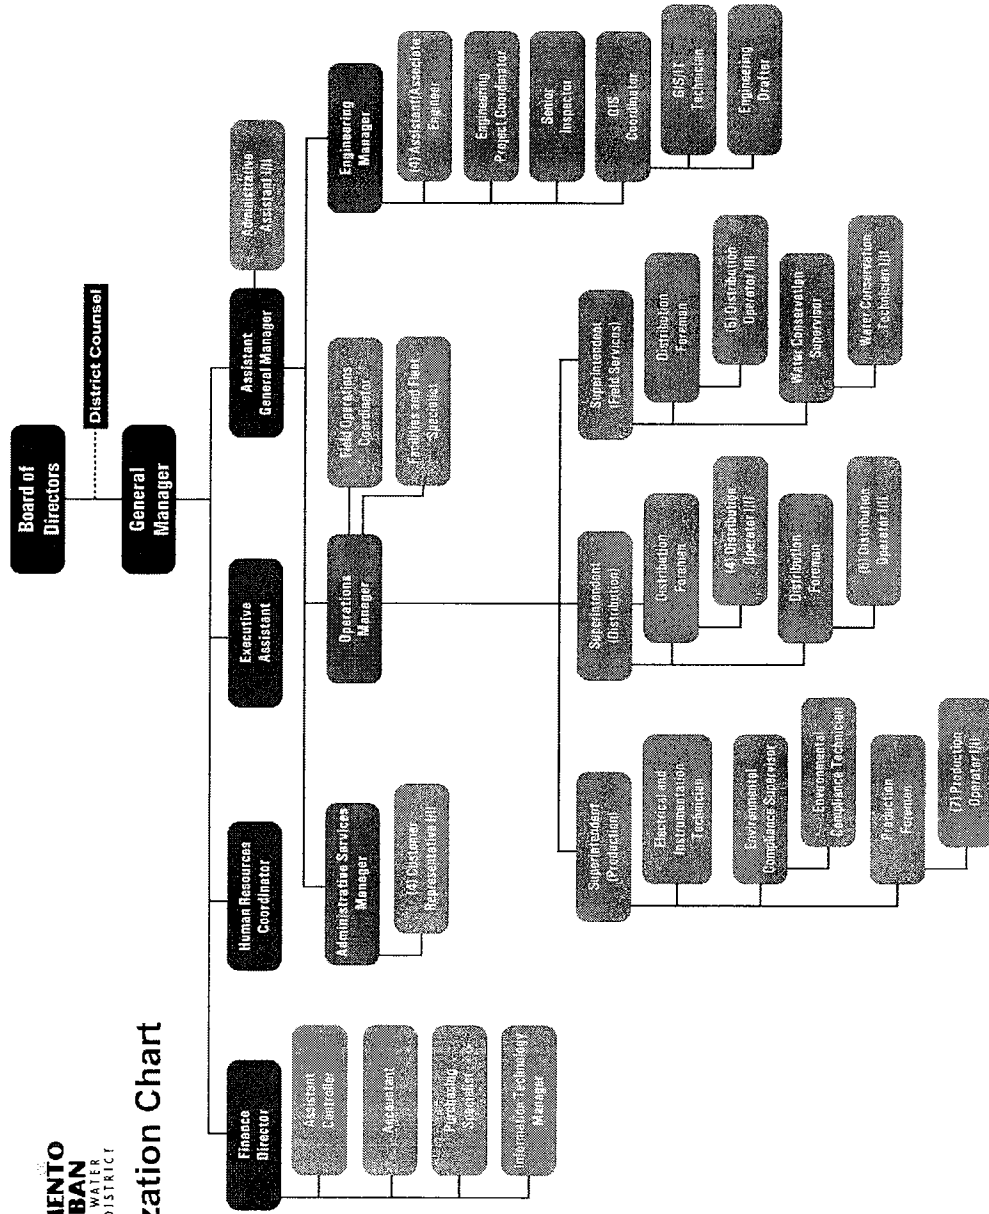 MENTO
BAN
WATER
DISTRICT
zation Chart
Board of
Directors
District Counsel
General
Manager
Finance
Director
Human Resources
Coordinator
Executive
Assistant
Assistant
General Manager
Administrative
Assistant I/II
Assistant
Controller
Accountant
Purchasing
Specialist
Information Technology
Manager
Administrative Services
Manager
(4) Customer
Representative I/II
Operations
Manager
Field Operations
Coordinator
Facilities and Fleet
Specialist
Engineering
Manager
(4) Assistant/Associate
Engineer
Engineering
Project Coordinator
Senior
Inspector
GIS
Coordinator
GIS/IT
Technician
Engineering
Drafter
Superintendent
(Production)
Electrical and
Instrumentation
Technician
Environmental
Compliance Supervisor
Environmental
Compliance Technician
Production
Foreman
(7) Production
Operator I/II
Superintendent
(Distribution)
Distribution
Foreman
(4) Distribution
Operator I/II
Distribution
Foreman
Distribution
Operator I/II
Superintendent
(Field Services)
Distribution
Foreman
Distribution
Operator I/II
Water Conservation
Supervisor
Water Conservation
Technician I/II